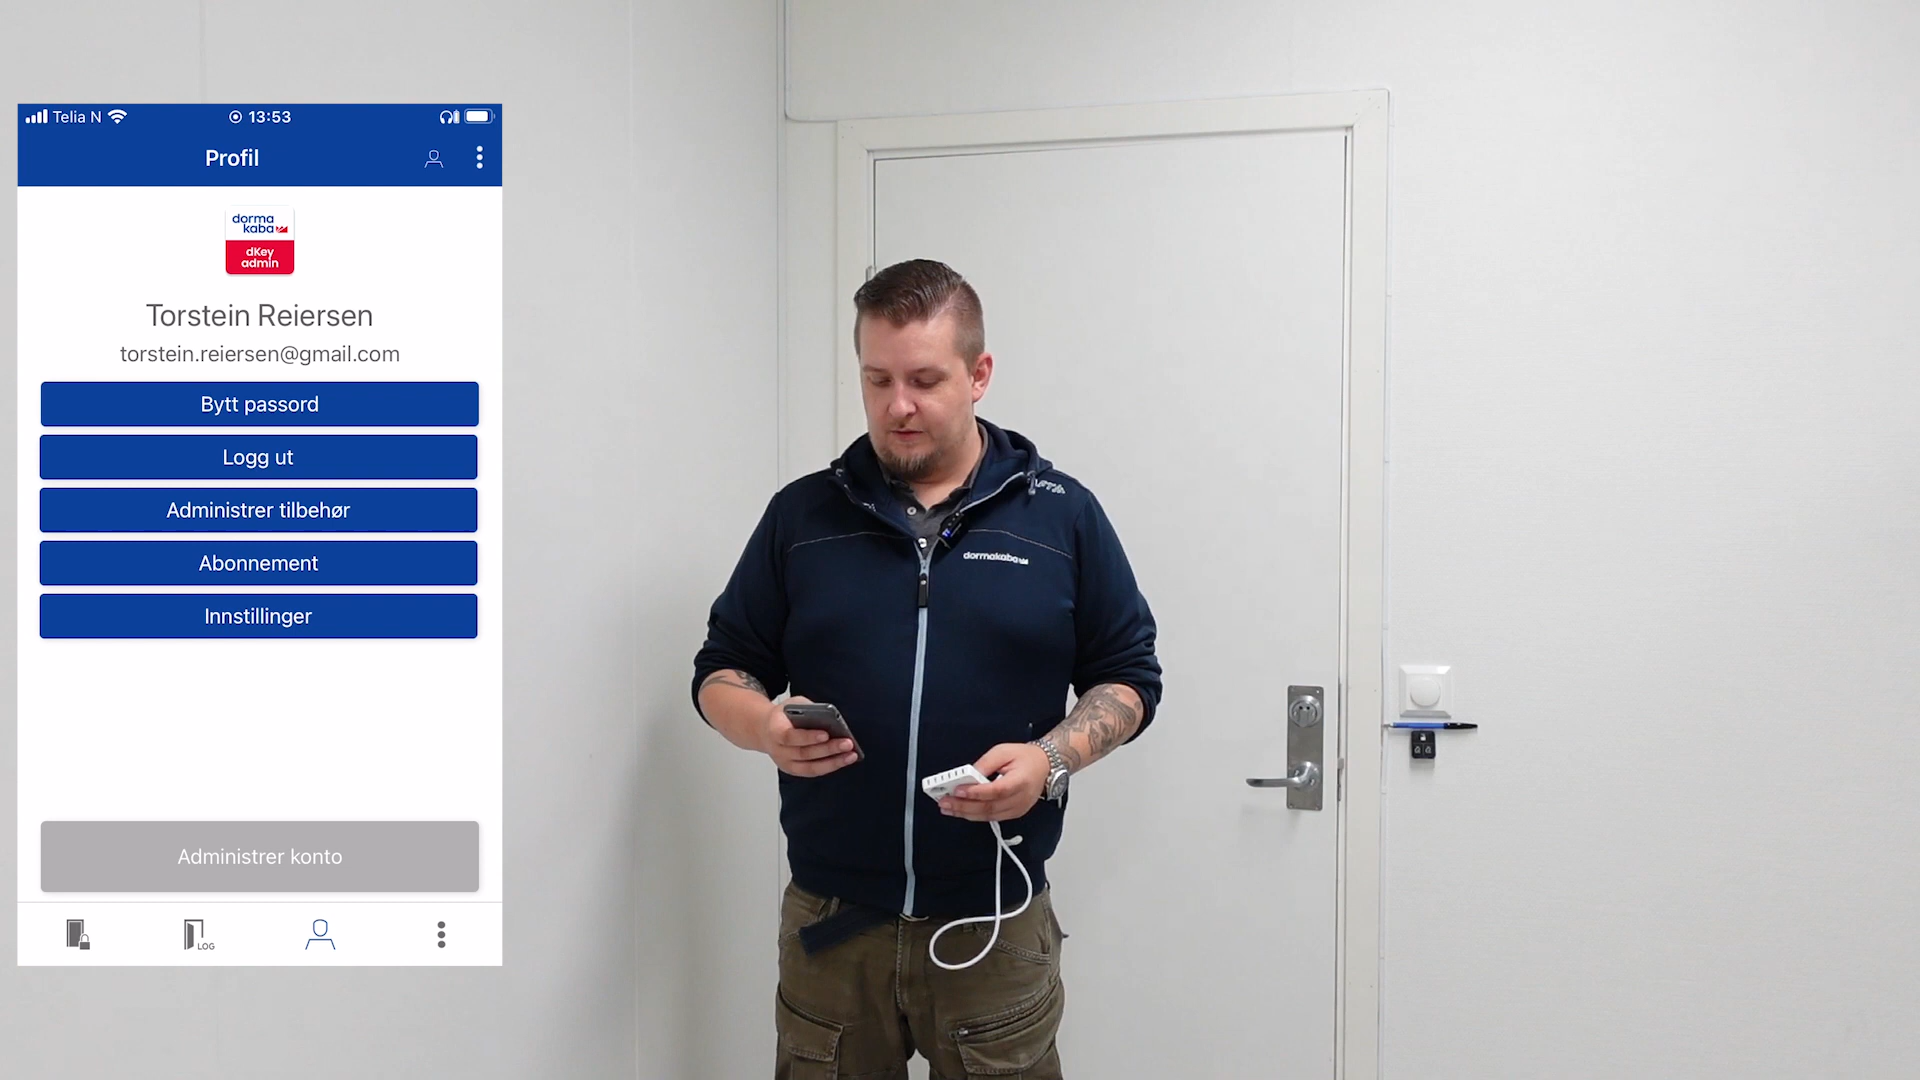 Telia N
13:53
Profil
dorma
kaba
dKey
admin
Torstein Reiersen
torstein.reiersen@gmail.com
Bytt passord
Logg ut
Administrer tilbehør
Abonnement
Innstillinger
Administrer konto
LOG
dormakaba